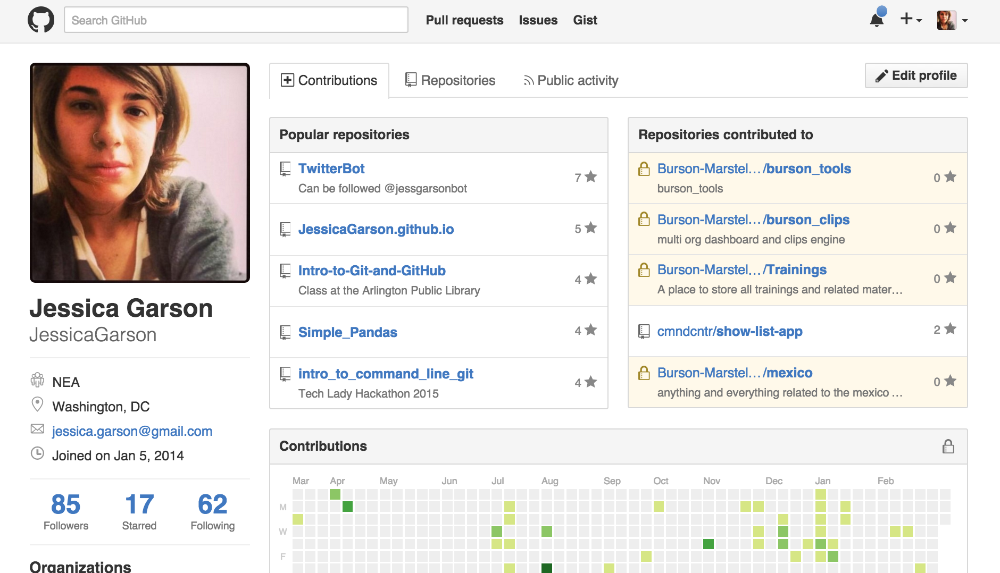 Search GitHub
Pull requests
Issues
Gist
Contributions
Repositories
Public activity
Edit profile
Jessica Garson
JessicaGarson
NEA
Washington, DC
jessica.garson@gmail.com
Joined on Jan 5, 2014
85 17 62
Followers Starred Following
Organizations
Popular repositories
TwitterBot
Can be followed @jessgarsonbot
7
JessicaGarson.github.io
5
Intro-to-Git-and-GitHub
Class at the Arlington Public Library
4
Simple_Pandas
4
intro_to_command_line_git
Tech Lady Hackathon 2015
4
Repositories contributed to
Burson-Marstel…/burson_tools
burson_tools
0
Burson-Marstel…/burson_clips
multi org dashboard and clips engine
0
Burson-Marstel…/Trainings
A place to store all trainings and related mater…
0
cmndcntr/show-list-app
2
Burson-Marstel…/mexico
anything and everything related to the mexico …
0
Contributions
Mar Apr May Jun Jul Aug Sep Oct Nov Dec Jan Feb
M
W
F